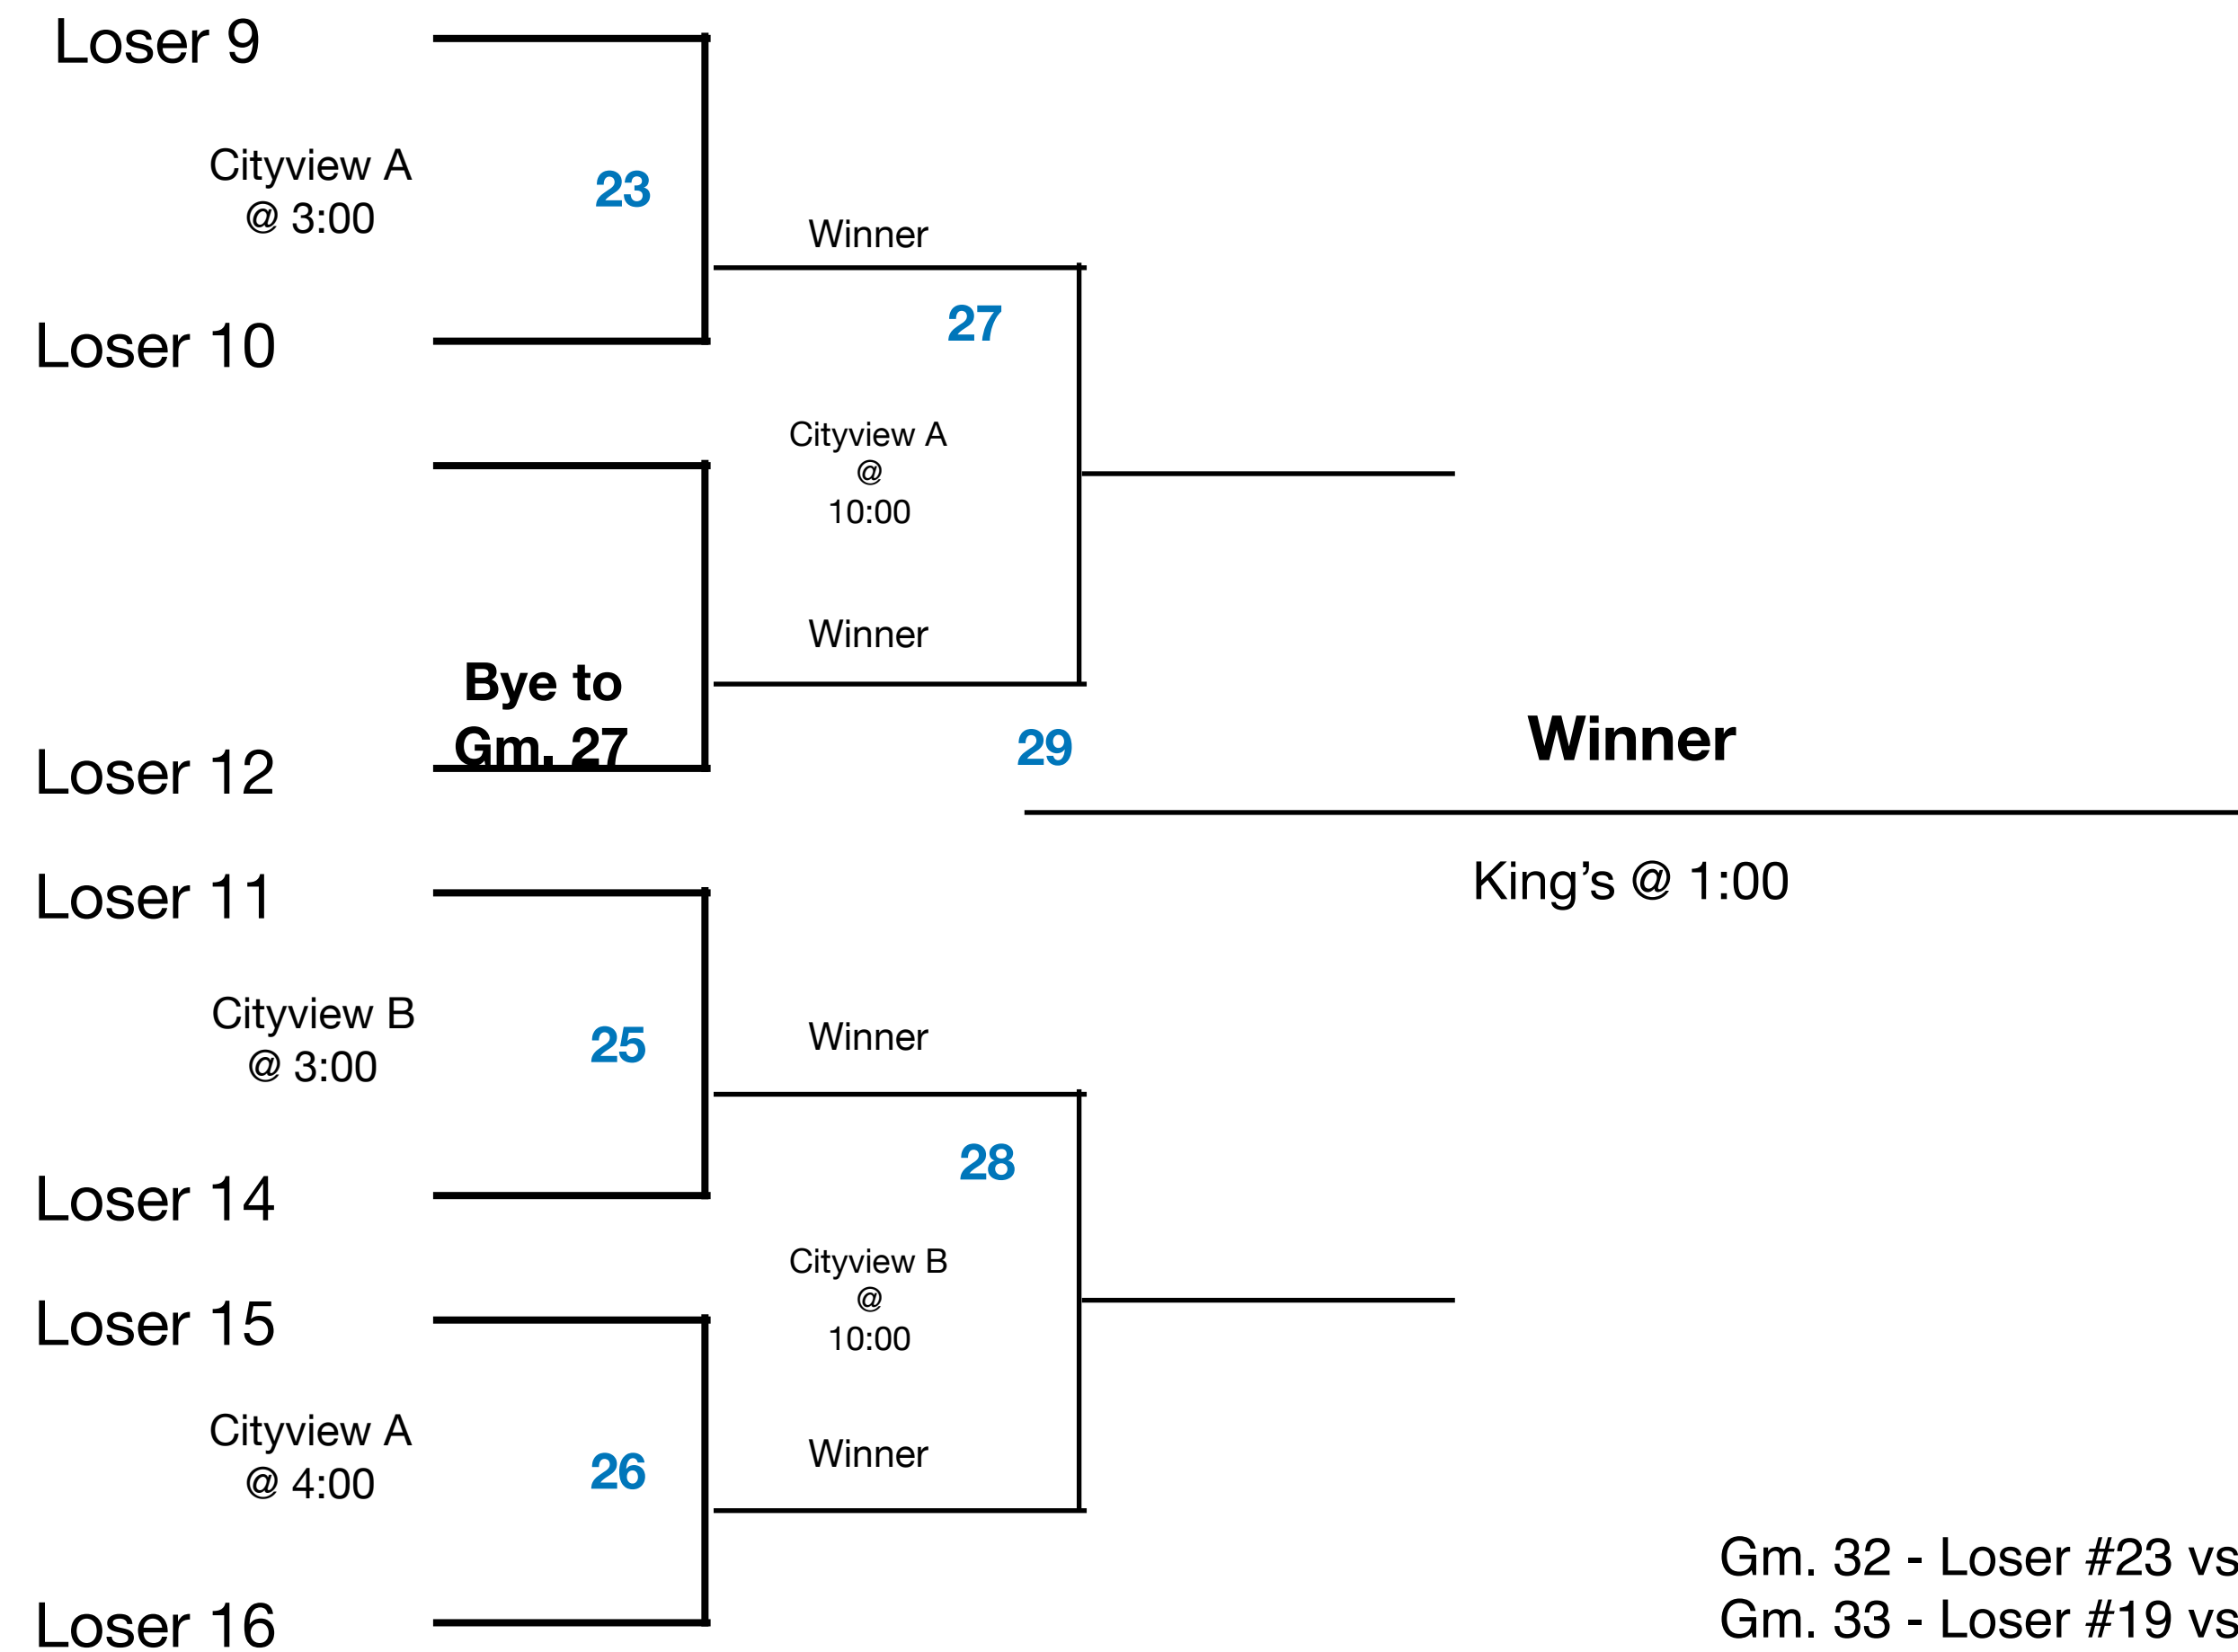 Loser 9
Cityview A
@ 3:00
23
Loser 10
Winner
27
Cityview A
@
10:00
Winner
Bye to
Gm. 27
Loser 12
29
Winner
King's @ 1:00
Loser 11
Cityview B
@ 3:00
25
Loser 14
Winner
28
Cityview B
@
10:00
Loser 15
Cityview A
@ 4:00
26
Winner
Loser 16
Gm. 32 - Loser #23 vs
Gm. 33 - Loser #19 vs